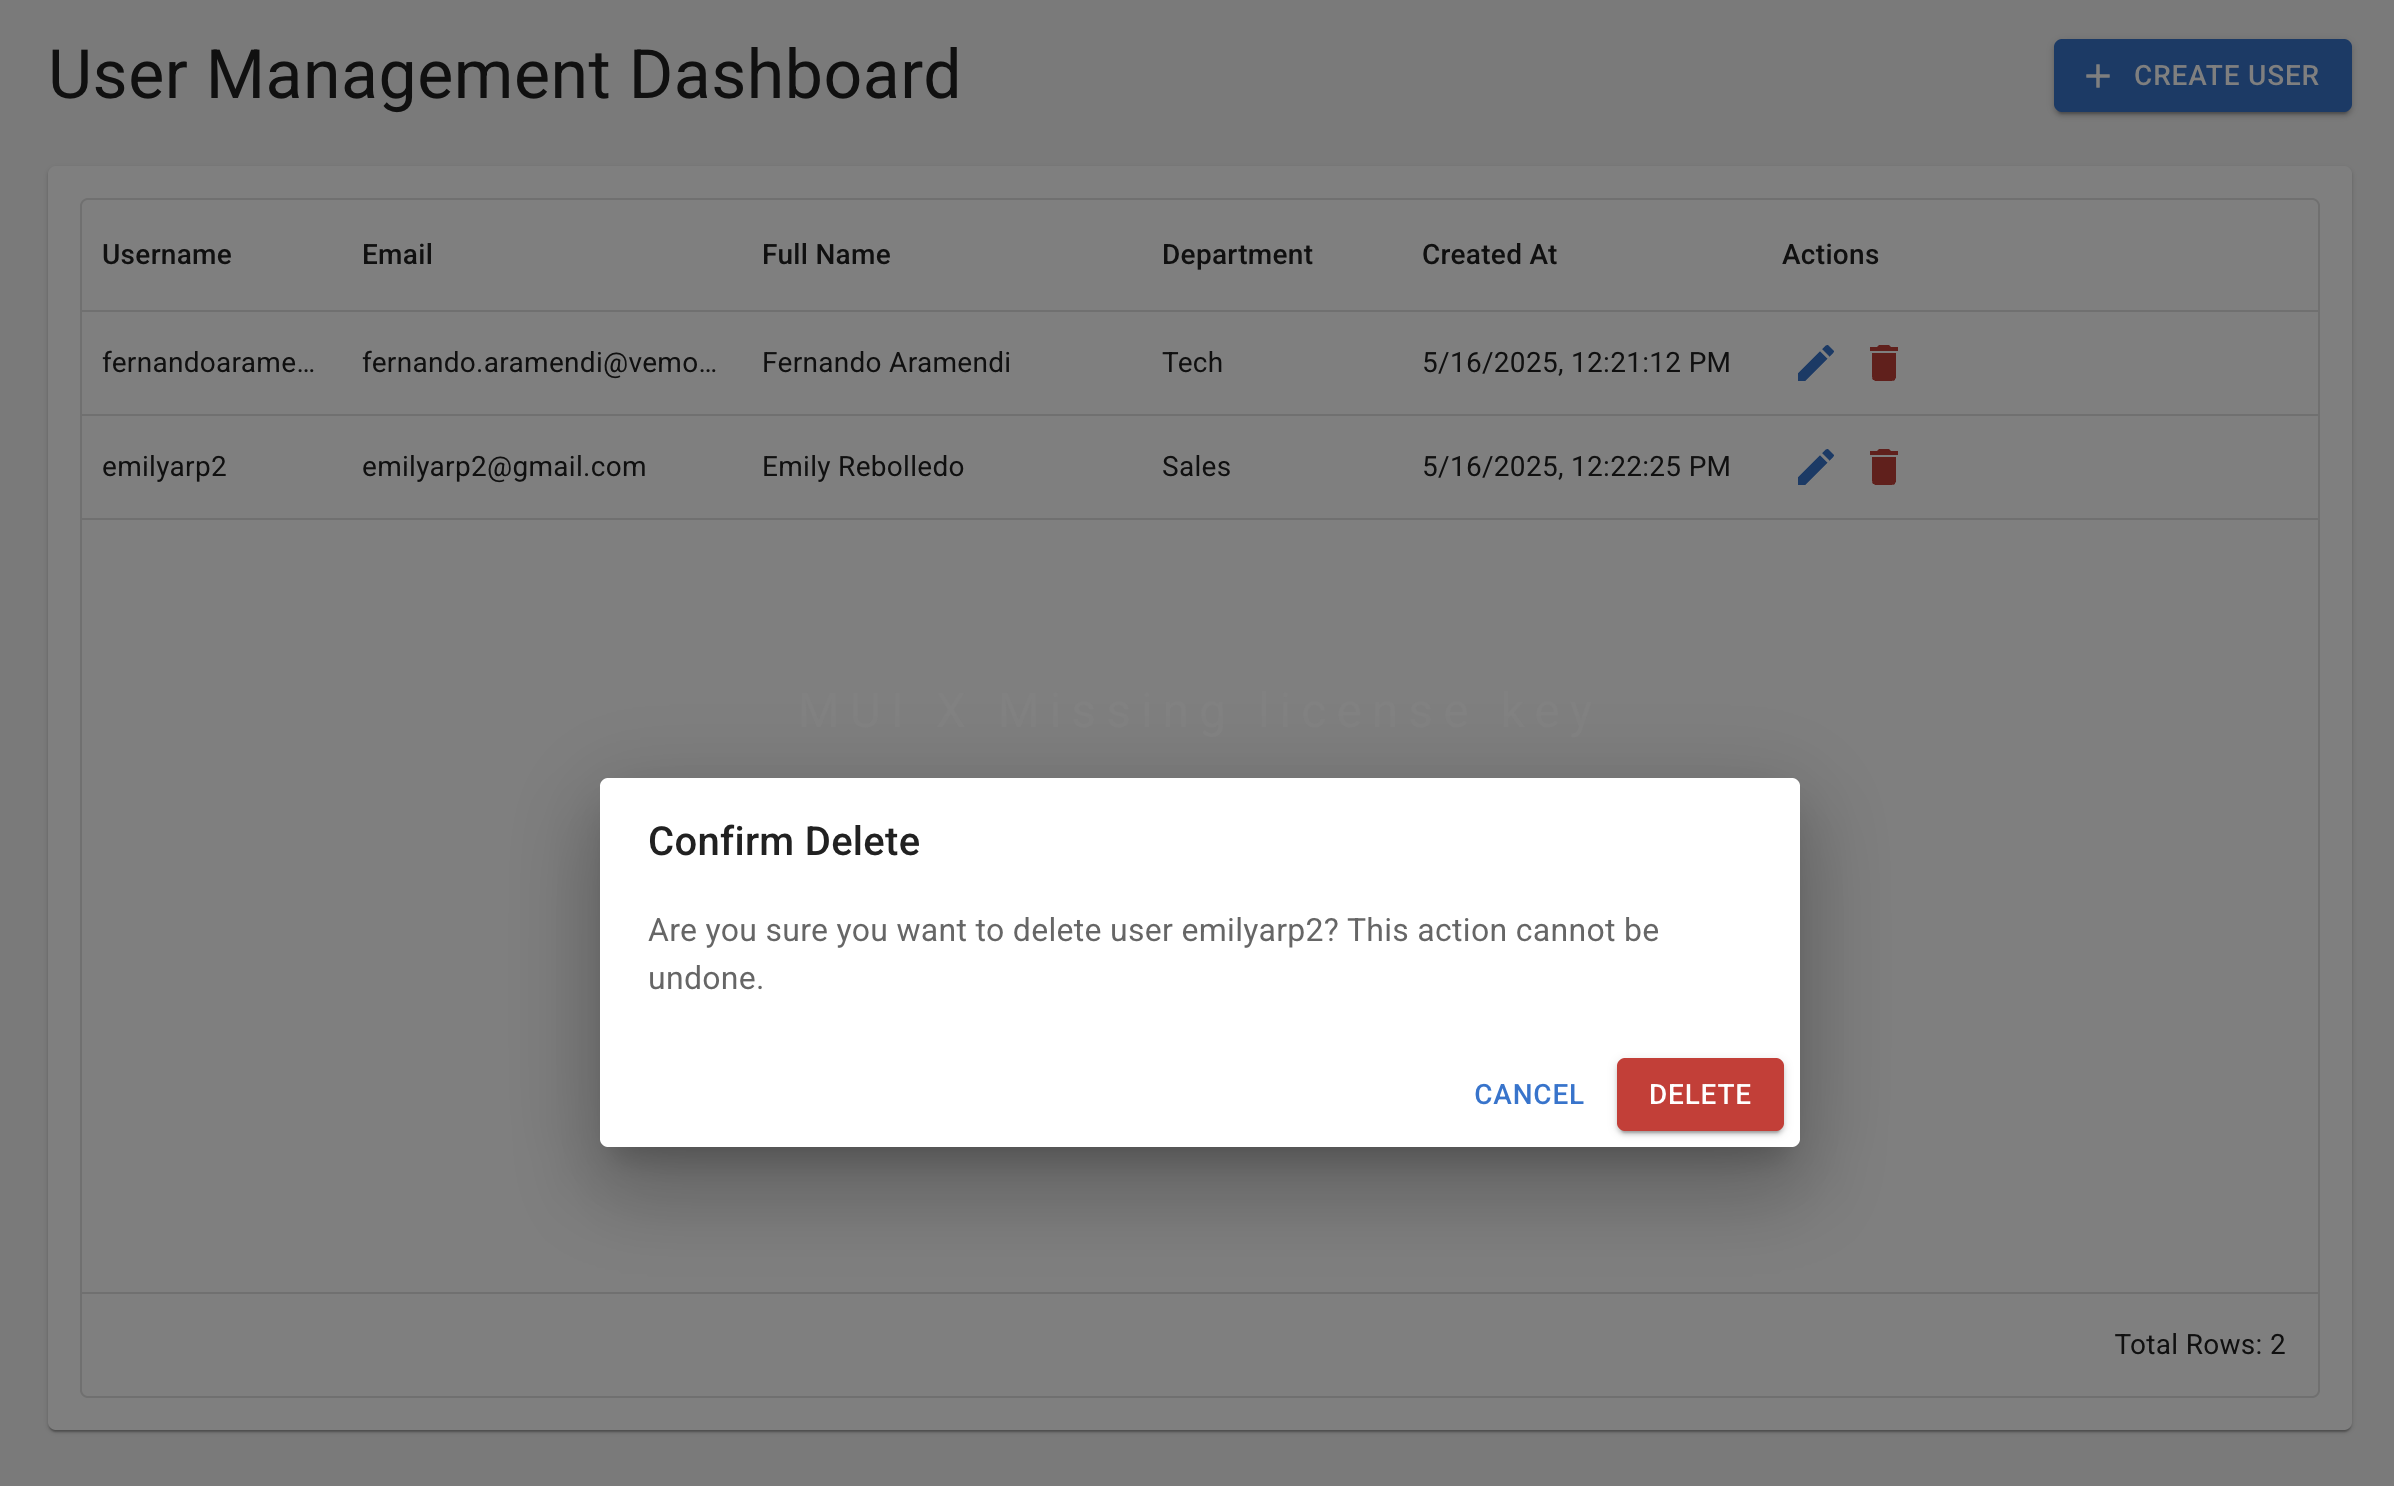 User Management Dashboard
CREATE USER
Username Email Full Name Department Created At Actions
fernandoarame... fernando.aramendi@vemo... Fernando Aramendi Tech 5/16/2025, 12:21:12 PM
emilyarp2 emilyarp2@gmail.com Emily Rebolledo Sales 5/16/2025, 12:22:25 PM
MUI X Missing license key
Confirm Delete
Are you sure you want to delete user emilyarp2? This action cannot be
undone.
CANCEL DELETE
Total Rows: 2